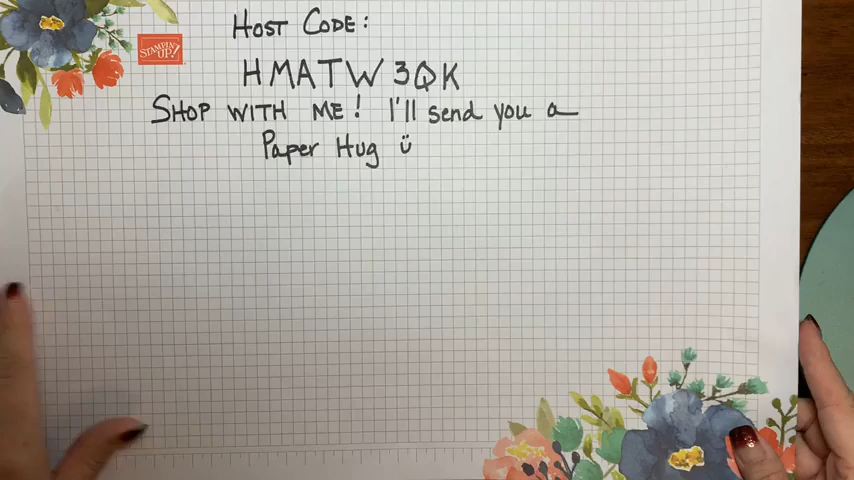 Host Code:
STAMPIN' UP!
HMATW3QK
Shop with me! I'll send you a
Paper Hug ü